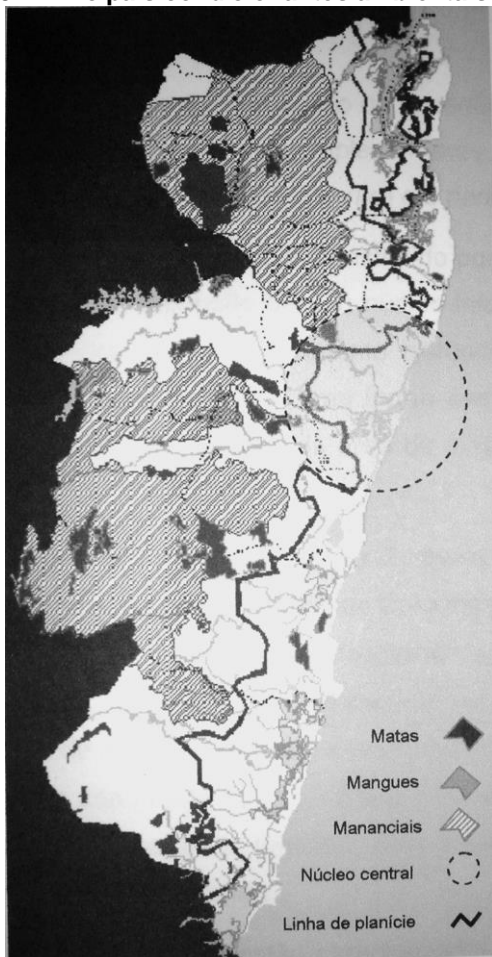 Matas
Mangues
Mananciais
Núcleo central
Linha de planície